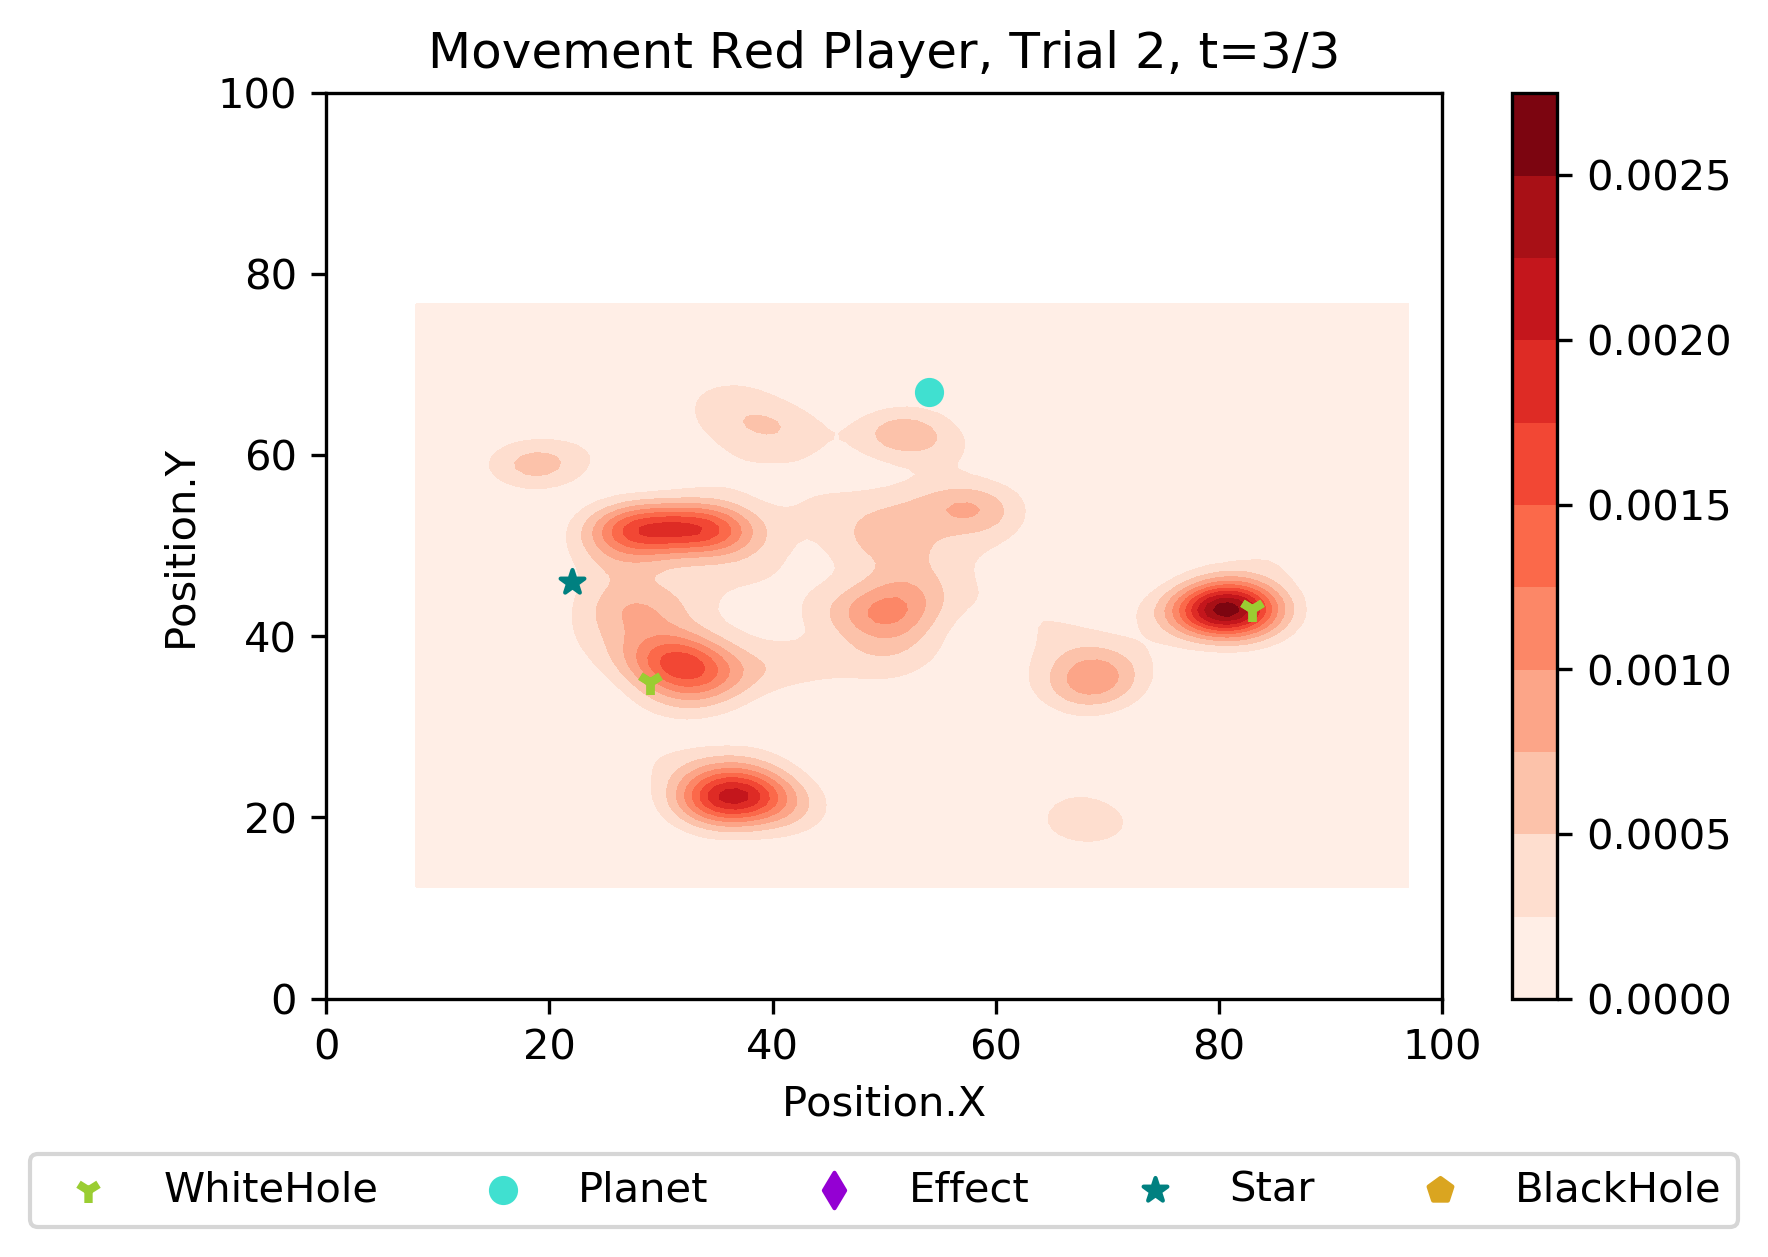 Movement Red Player, Trial 2, t=3/3
100
80
60
40
20
0
Position.Y
0 20 40 60 80 100
Position.X
0.0025
0.0020
0.0015
0.0010
0.0005
0.0000
WhiteHole Planet Effect Star BlackHole